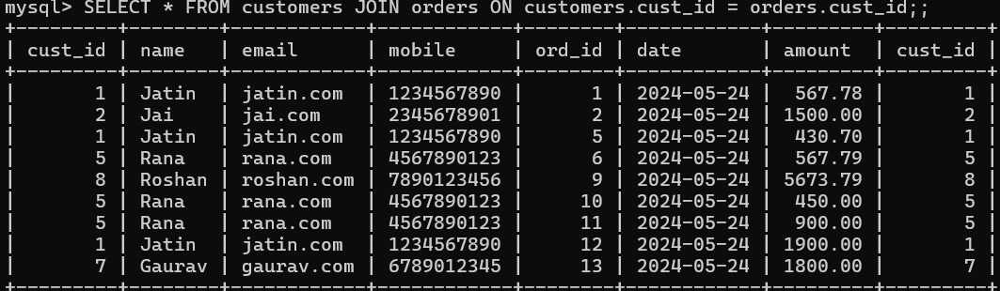 mysql> SELECT * FROM customers JOIN orders ON customers.cust_id = orders.cust_id;;
+---------+--------+------------+------------+--------+------------+---------+---------+
| cust_id | name   | email      | mobile     | ord_id | date       | amount  | cust_id |
+---------+--------+------------+------------+--------+------------+---------+---------+
|       1 | Jatin  | jatin.com  | 1234567890 |      1 | 2024-05-24 |  567.78 |       1 |
|       2 | Jai    | jai.com    | 2345678901 |      2 | 2024-05-24 | 1500.00 |       2 |
|       1 | Jatin  | jatin.com  | 1234567890 |      5 | 2024-05-24 |  430.70 |       1 |
|       5 | Rana   | rana.com   | 4567890123 |      6 | 2024-05-24 |  567.79 |       5 |
|       8 | Roshan | roshan.com | 7890123456 |      9 | 2024-05-24 | 5673.79 |       8 |
|       5 | Rana   | rana.com   | 4567890123 |     10 | 2024-05-24 |  450.00 |       5 |
|       5 | Rana   | rana.com   | 4567890123 |     11 | 2024-05-24 |  900.00 |       5 |
|       1 | Jatin  | jatin.com  | 1234567890 |     12 | 2024-05-24 | 1900.00 |       1 |
|       7 | Gaurav | gaurav.com | 6789012345 |     13 | 2024-05-24 | 1800.00 |       7 |
+---------+--------+------------+------------+--------+------------+---------+---------+